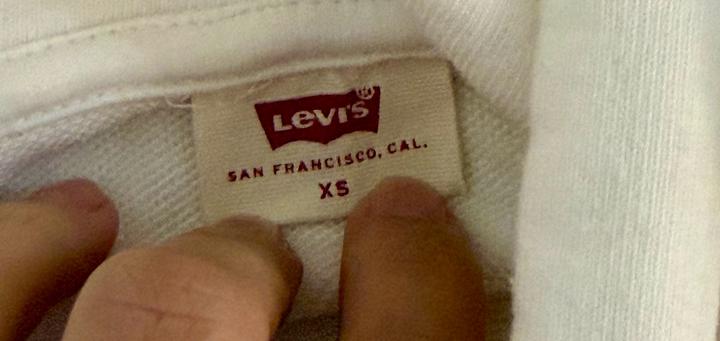 Levi's®
SAN FRANCISCO, CAL.
XS